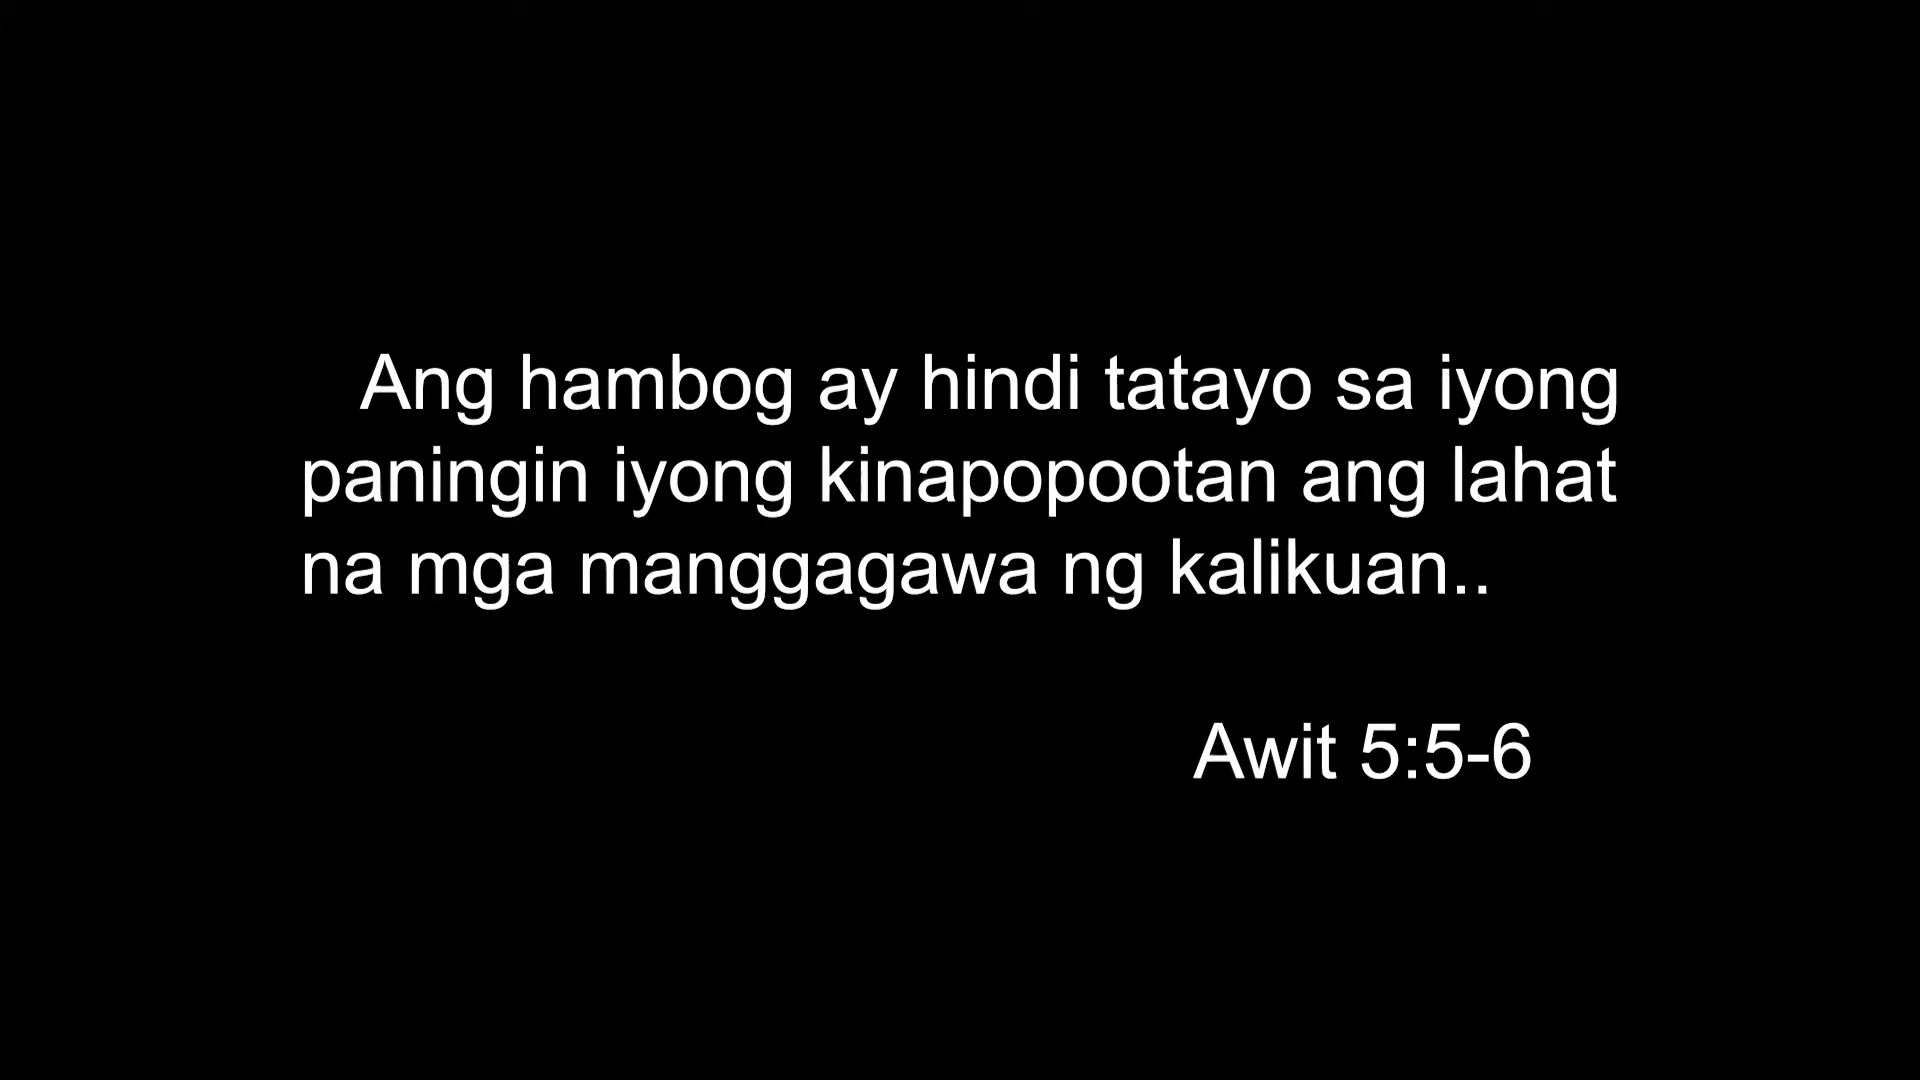 Ang hambog ay hindi tatayo sa iyong
paningin iyong kinapopootan ang lahat
na mga manggagawa ng kalikuan..
Awit 5:5-6